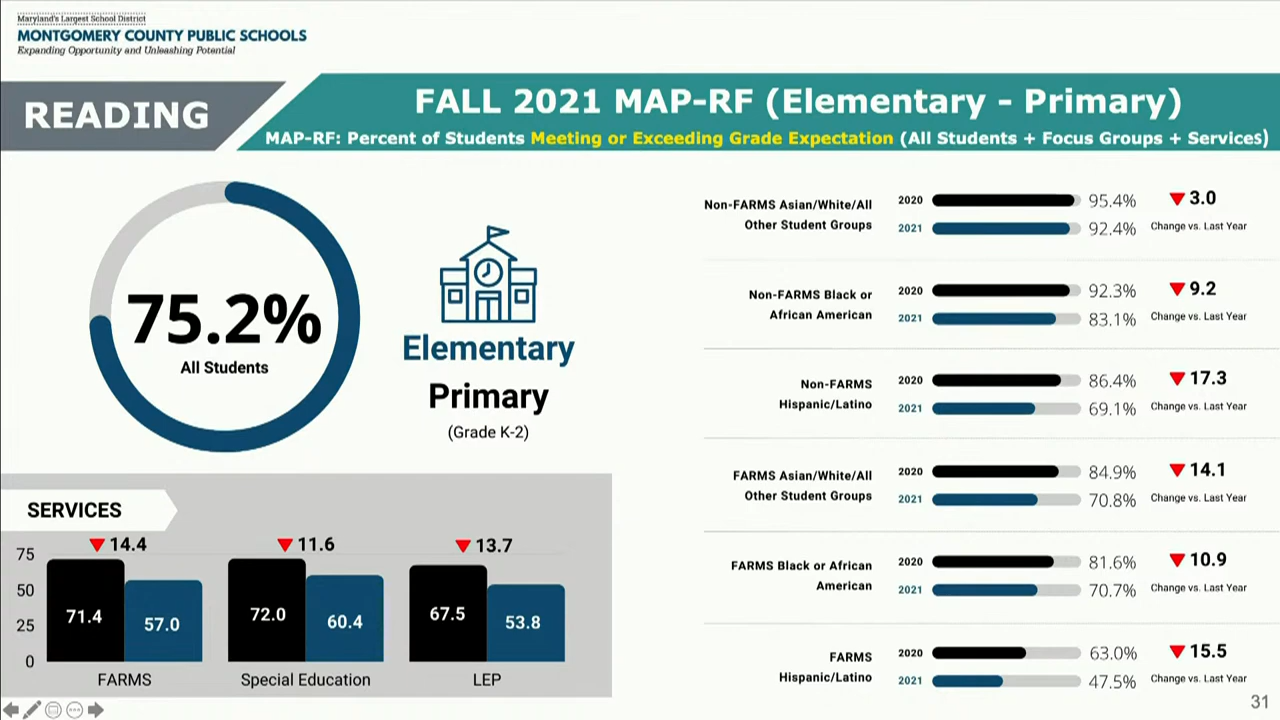 Maryland's Largest School District
MONTGOMERY COUNTY PUBLIC SCHOOLS
Expanding Opportunity and Unleashing Potential
READING
FALL 2021 MAP-RF (Elementary - Primary)
MAP-RF: Percent of Students Meeting or Exceeding Grade Expectation (All Students + Focus Groups + Services)
75.2%
All Students
Elementary
Primary
(Grade K-2)
SERVICES
14.4
11.6
13.7
75
50
25
0
71.4
57.0
72.0
60.4
67.5
53.8
FARMS
Special Education
LEP
Non-FARMS Asian/White/All
Other Student Groups
2020
95.4%
2021
92.4%
3.0
Change vs. Last Year
Non-FARMS Black or
African American
2020
92.3%
2021
83.1%
9.2
Change vs. Last Year
Non-FARMS
Hispanic/Latino
2020
86.4%
2021
69.1%
17.3
Change vs. Last Year
FARMS Asian/White/All
Other Student Groups
2020
84.9%
2021
70.8%
14.1
Change vs. Last Year
FARMS Black or African
American
2020
81.6%
2021
70.7%
10.9
Change vs. Last Year
FARMS
Hispanic/Latino
2020
63.0%
2021
47.5%
15.5
Change vs. Last Year
31